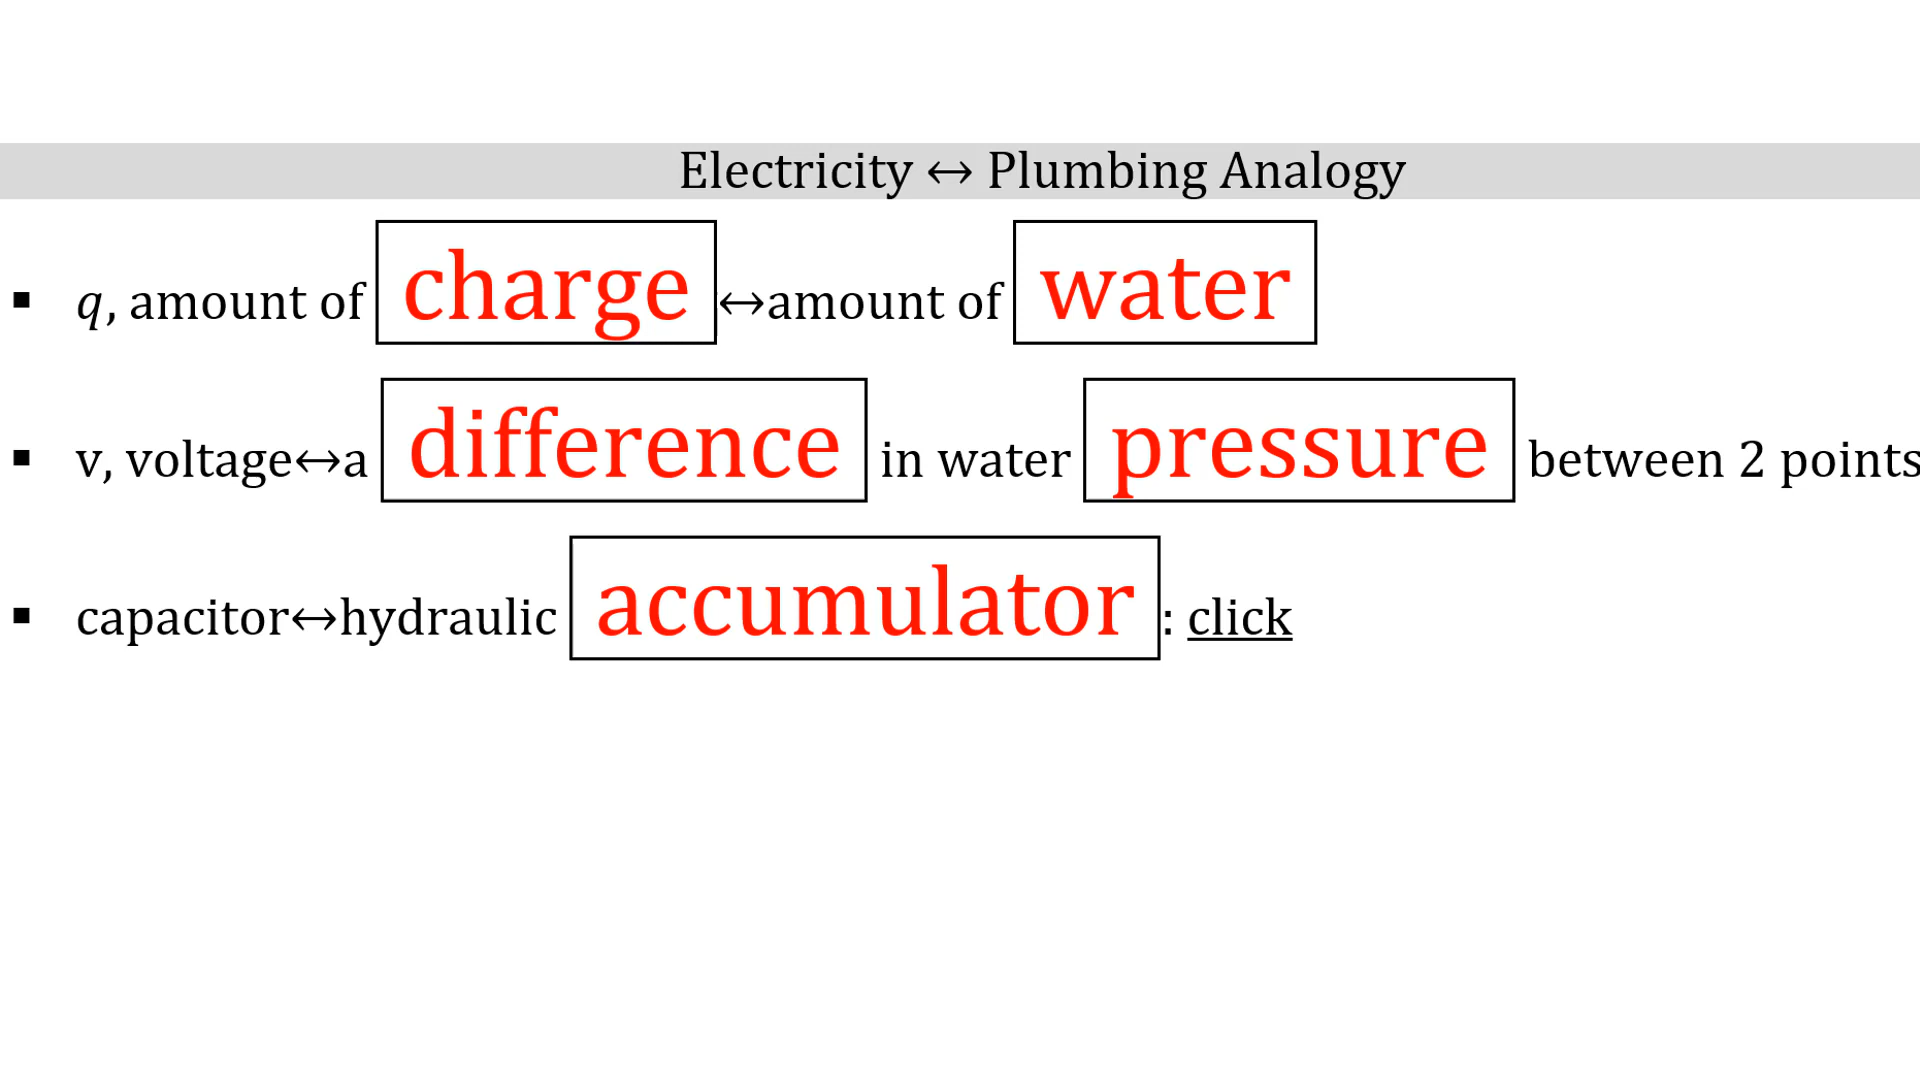 Electricity ↔ Plumbing Analogy
▪ q, amount of charge ↔amount of water
▪ v, voltage↔a difference in water pressure between 2 points
▪ capacitor↔hydraulic accumulator: click